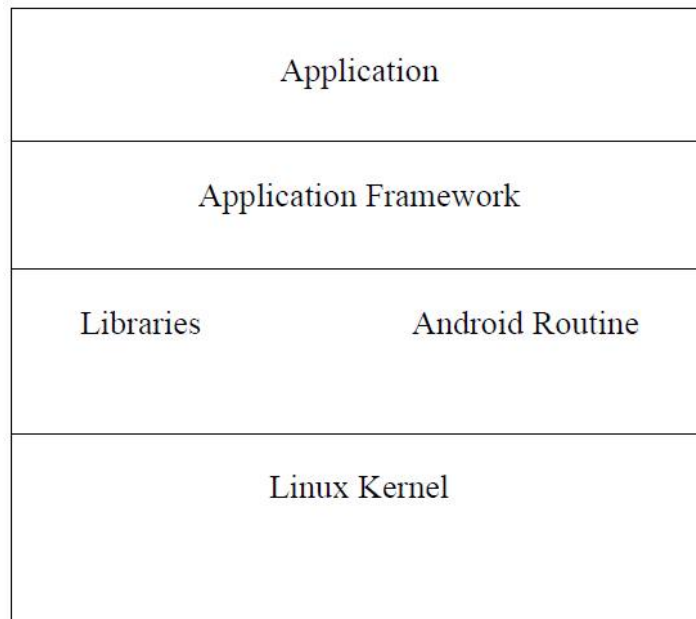 Application
Application Framework
Libraries Android Routine
Linux Kernel